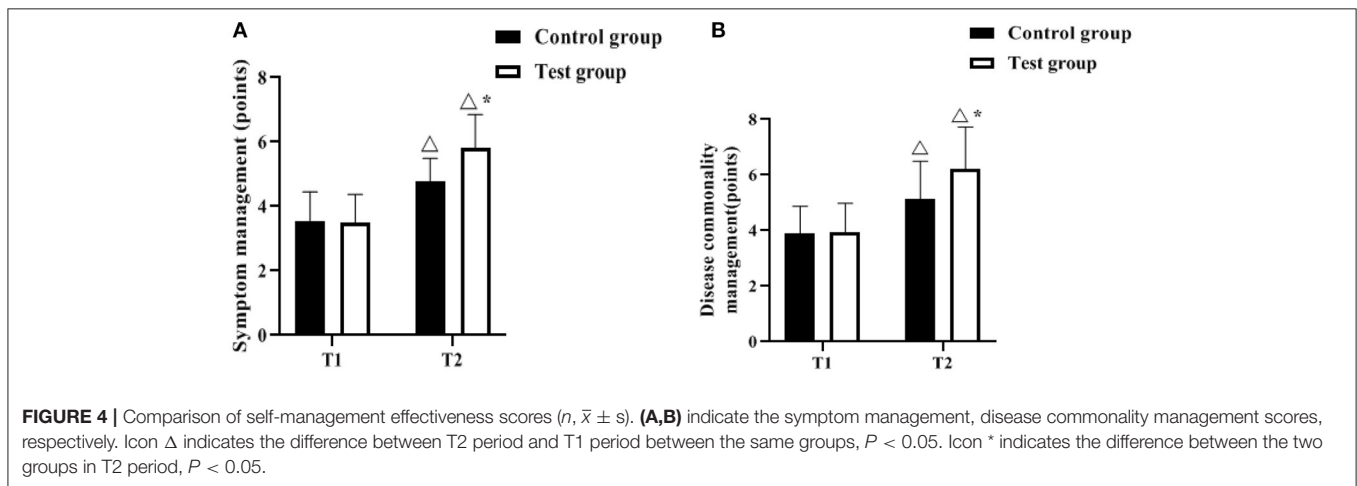 A
Control group
Test group
Symptom management (points)
8
6
4
2
0
△
△ *
T1
T2
B
Control group
Test group
Disease commonality
management(points)
8
6
4
2
0
△
△ *
T1
T2
FIGURE 4 | Comparison of self-management effectiveness scores (n, x̄ ± s). (A,B) indicate the symptom management, disease commonality management scores,
respectively. Icon Δ indicates the difference between T2 period and T1 period between the same groups, P < 0.05. Icon * indicates the difference between the two
groups in T2 period, P < 0.05.